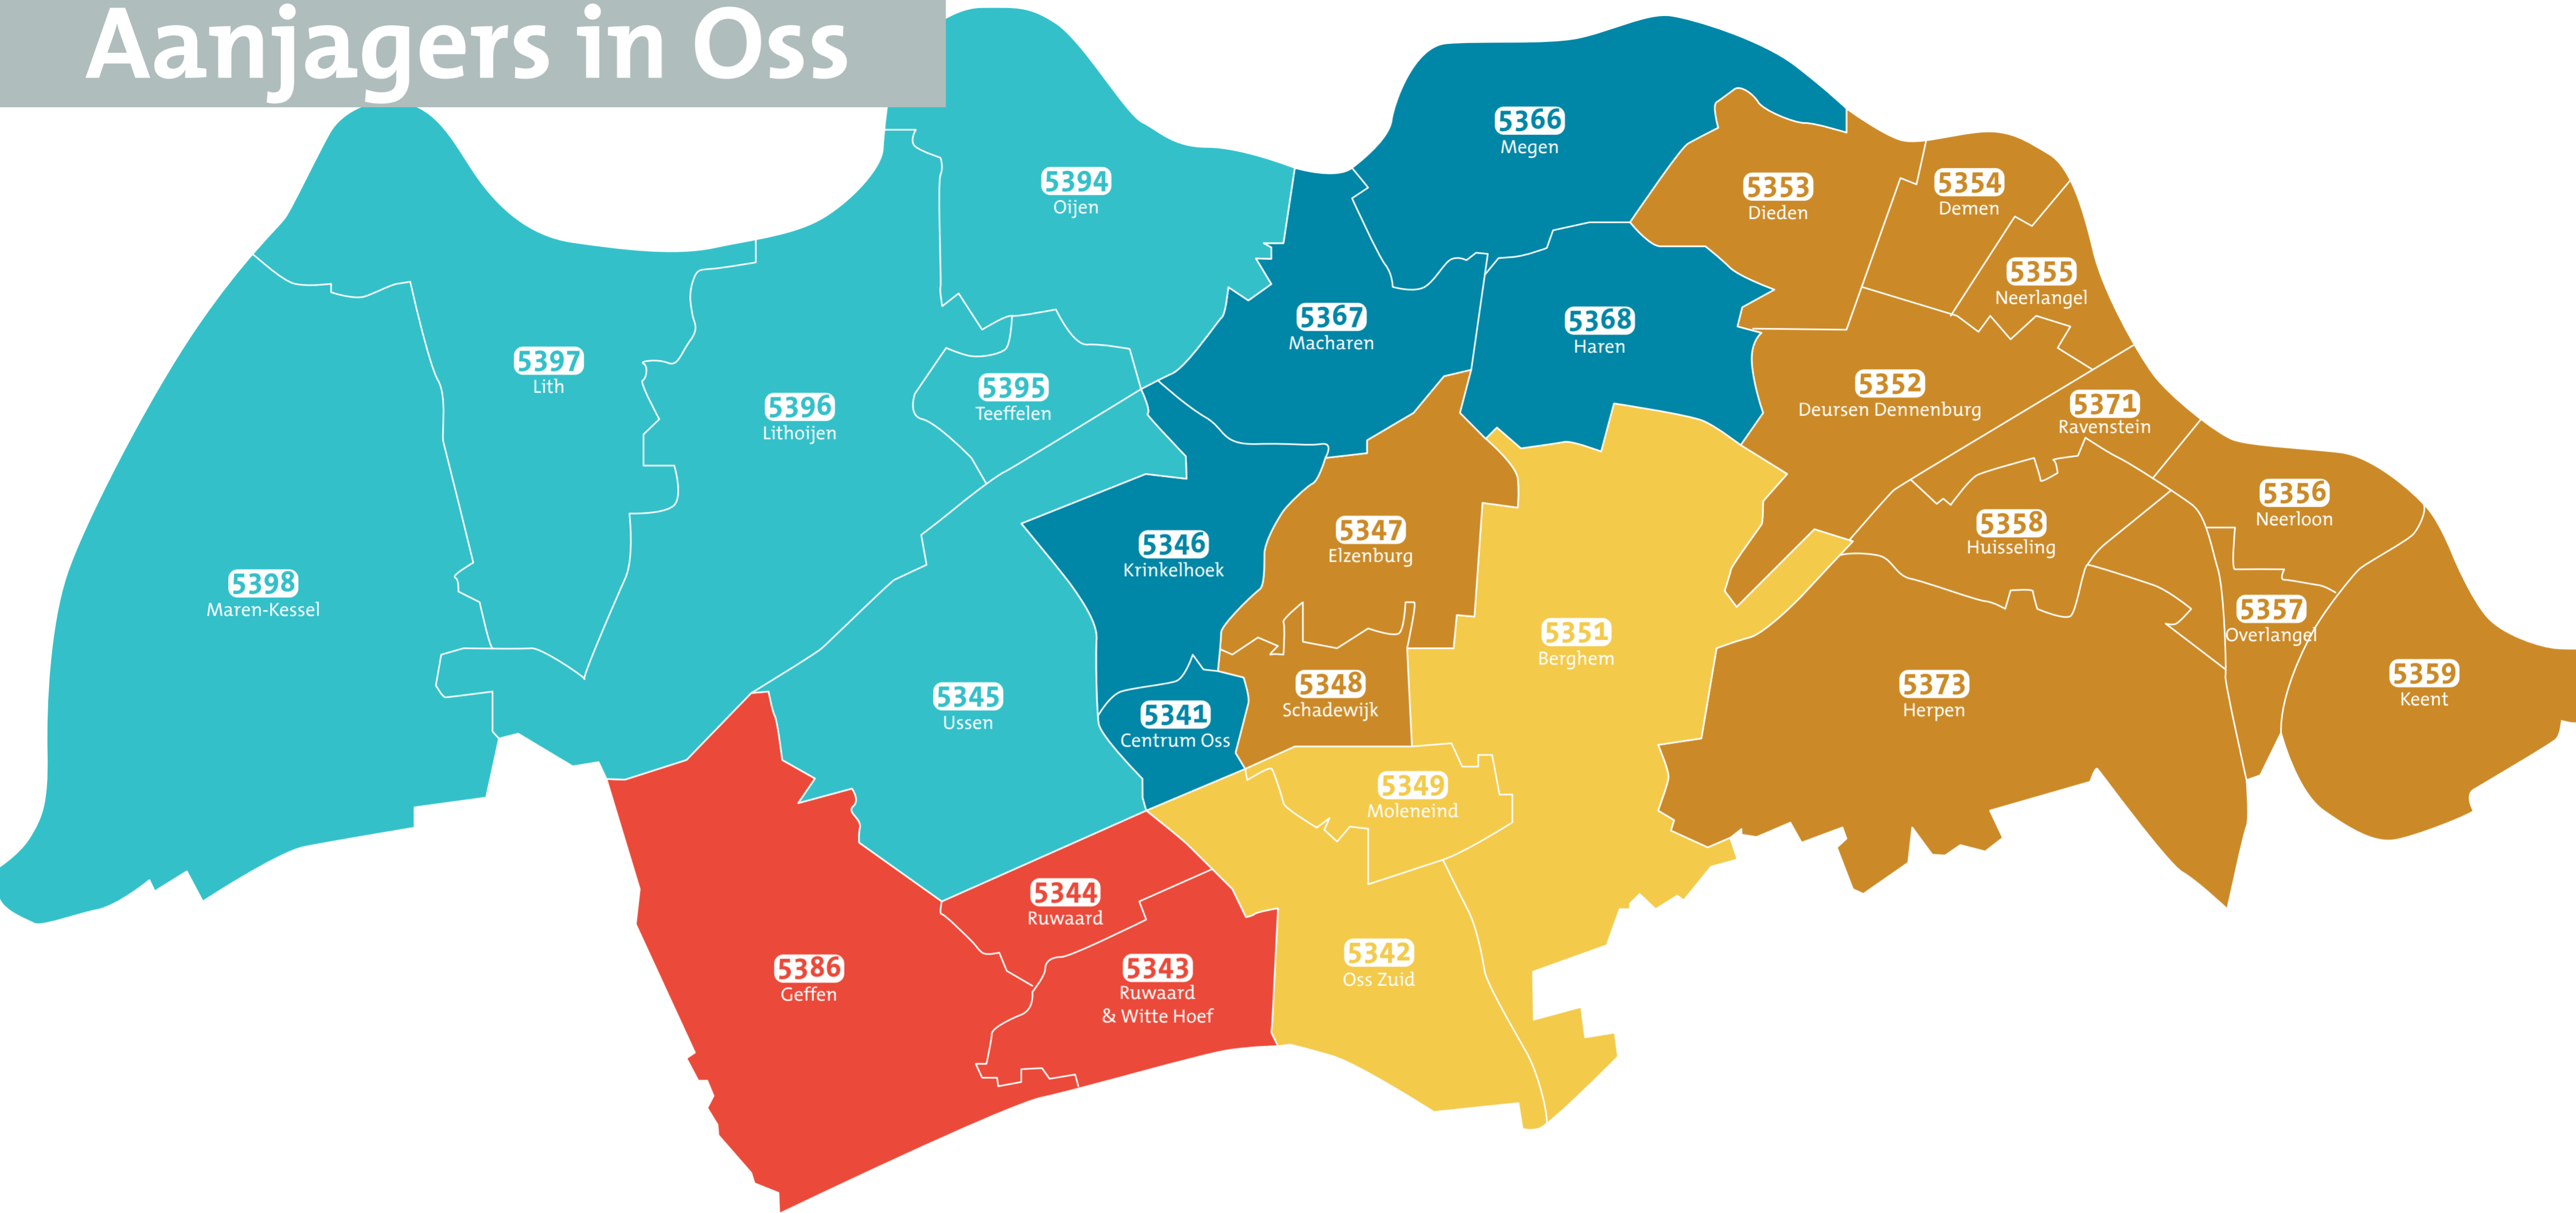 Aanjagers in Oss
5366
Megen
5394
Oijen
5353
Dieden
5354
Demen
5355
Neerlangel
5367
Macharen
5368
Haren
5397
Lith
5395
Teeffelen
5396
Lithoijen
5352
Deursen Dennenburg
5371
Ravenstein
5356
Neerloon
5358
Huisseling
5347
Elzenburg
5346
Krinkelhoek
5398
Maren-Kessel
5357
Overlangel
5351
Berghem
5359
Keent
5373
Herpen
5348
Schadewijk
5345
Ussen
5341
Centrum Oss
5349
Moleneind
5344
Ruwaard
5342
Oss Zuid
5386
Geffen
5343
Ruwaard
& Witte Hoef